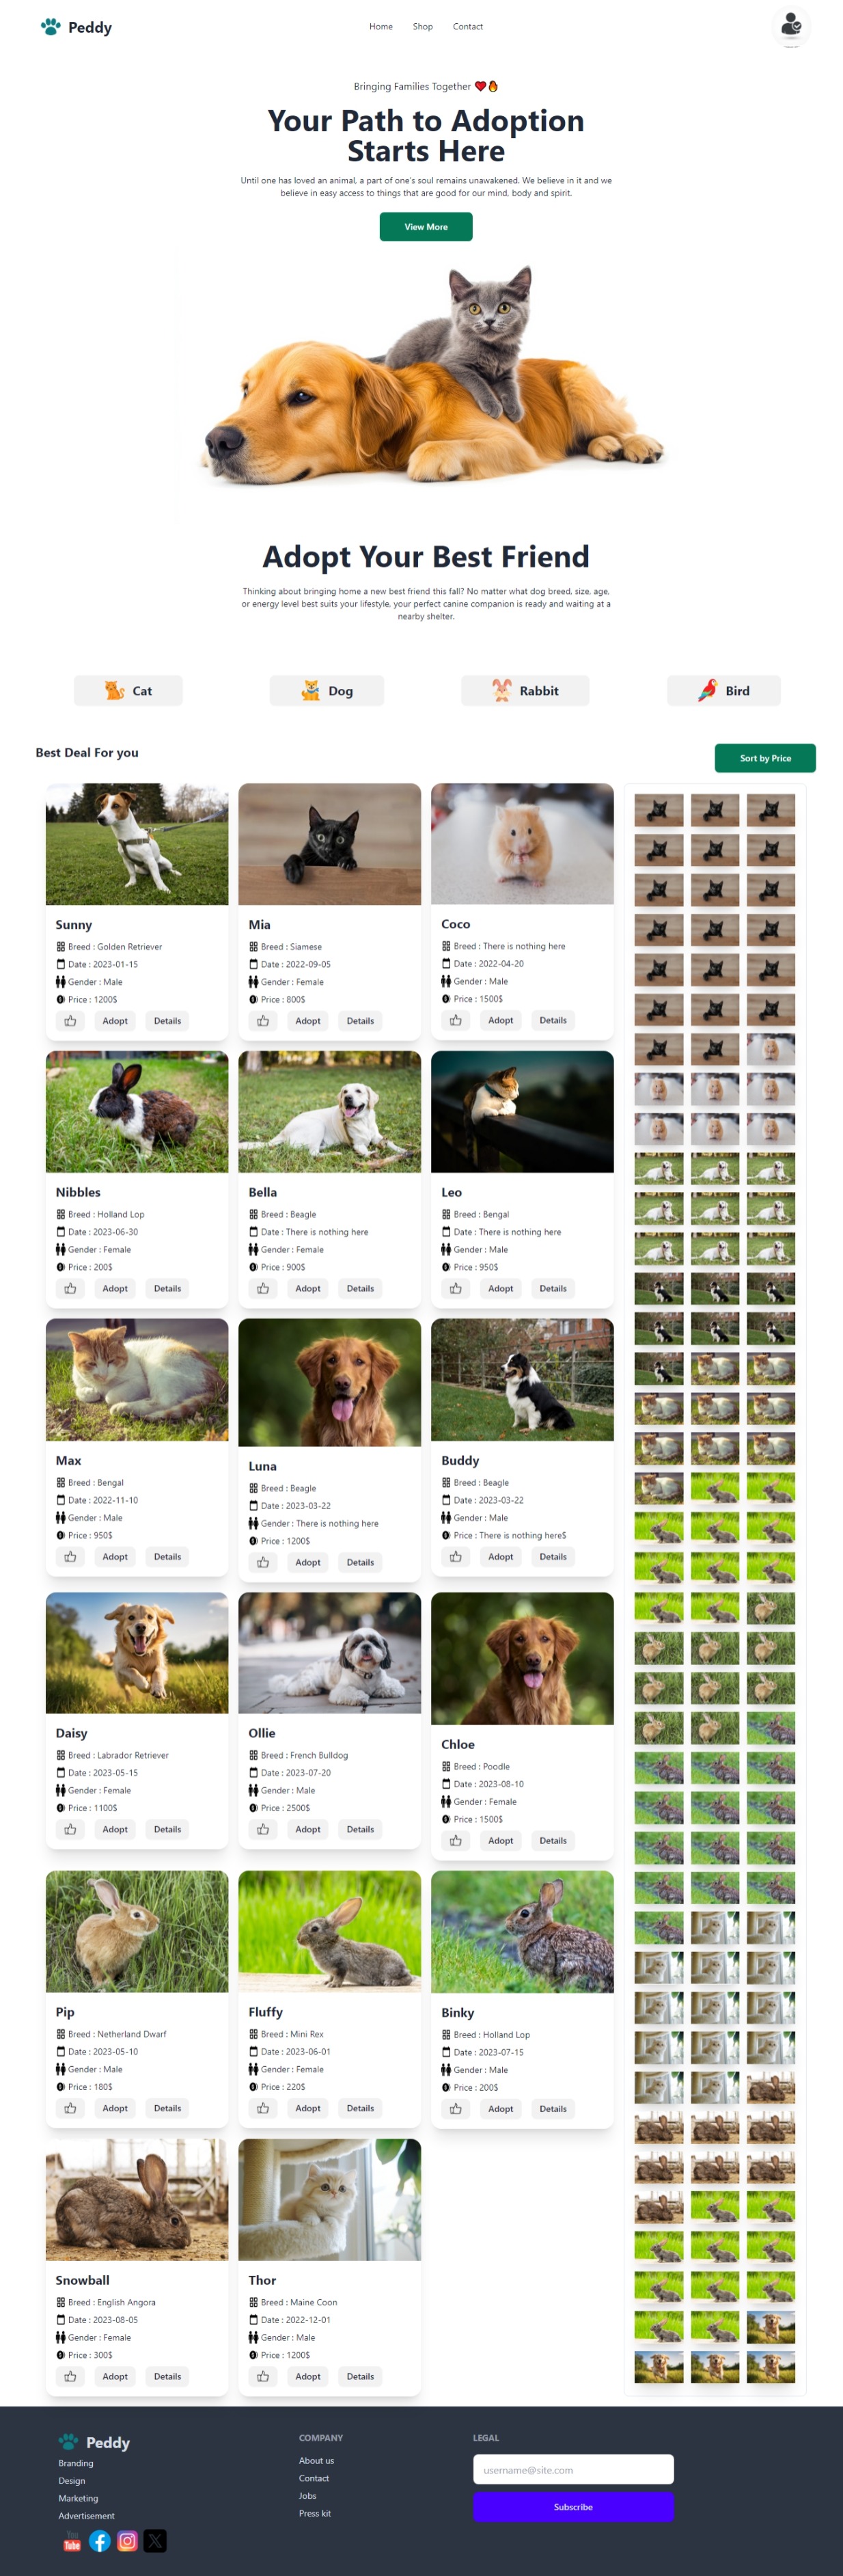 Peddy
Home
Shop
Contact
Bringing Families Together
Your Path to Adoption
Starts Here
Until one has loved an animal, a part of one's soul remains unawakened. We believe in it and we
believe in easy access to things that are good for our mind, body and spirit.
View More
Adopt Your Best Friend
Thinking about bringing home a new best friend this fall? No matter what dog breed, size, age,
or energy level best suits your lifestyle, your perfect canine companion is ready and waiting at a
nearby shelter.
Cat
Dog
Rabbit
Bird
Best Deal For you
Sort by Price
Sunny
Breed : Golden Retriever
Date : 2023-01-15
Gender : Male
Price : 1200$
Adopt
Details
Mia
Breed : Siamese
Date : 2022-09-05
Gender : Female
Price : 800$
Adopt
Details
Coco
Breed : There is nothing here
Date : 2022-04-20
Gender : Male
Price : 1500$
Adopt
Details
Nibbles
Breed : Holland Lop
Date : 2023-06-30
Gender : Female
Price : 200$
Adopt
Details
Bella
Breed : Beagle
Date : There is nothing here
Gender : Female
Price : 900$
Adopt
Details
Leo
Breed : Bengal
Date : There is nothing here
Gender : Male
Price : 950$
Adopt
Details
Max
Breed : Bengal
Date : 2022-11-10
Gender : Male
Price : 950$
Adopt
Details
Luna
Breed : Beagle
Date : 2023-03-22
Gender : There is nothing here
Price : 1200$
Adopt
Details
Buddy
Breed : Beagle
Date : 2023-03-22
Gender : Male
Price : There is nothing here$
Adopt
Details
Daisy
Breed : Labrador Retriever
Date : 2023-05-15
Gender : Female
Price : 1100$
Adopt
Details
Ollie
Breed : French Bulldog
Date : 2023-07-20
Gender : Male
Price : 2500$
Adopt
Details
Chloe
Breed : Poodle
Date : 2023-08-10
Gender : Female
Price : 1500$
Adopt
Details
Pip
Breed : Netherland Dwarf
Date : 2023-05-10
Gender : Male
Price : 180$
Adopt
Details
Fluffy
Breed : Mini Rex
Date : 2023-06-01
Gender : Female
Price : 220$
Adopt
Details
Binky
Breed : Holland Lop
Date : 2023-07-15
Gender : Male
Price : 200$
Adopt
Details
Snowball
Breed : English Angora
Date : 2023-08-05
Gender : Female
Price : 300$
Adopt
Details
Thor
Breed : Maine Coon
Date : 2022-12-01
Gender : Male
Price : 1200$
Adopt
Details
Peddy
Branding
Design
Marketing
Advertisement
You
Tube
COMPANY
About us
Contact
Jobs
Press kit
LEGAL
username@site.com
Subscribe